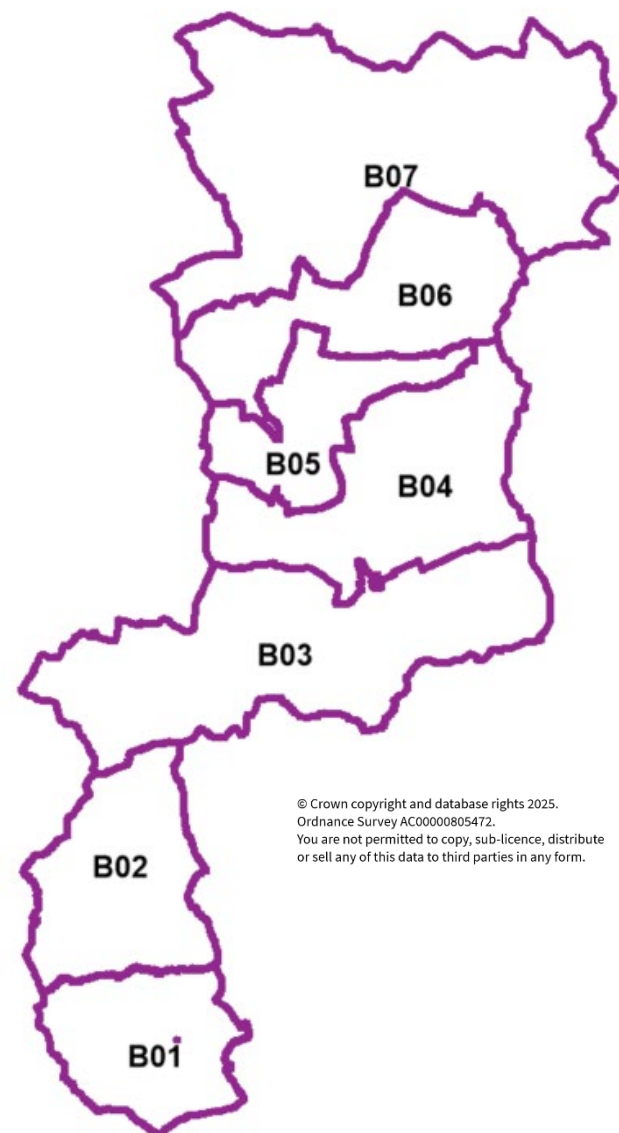 B07
B06
B05
B04
B03
© Crown copyright and database rights 2025.
Ordnance Survey AC00000805472.
You are not permitted to copy, sub-licence, distribute
or sell any of this data to third parties in any form.
B02
B01